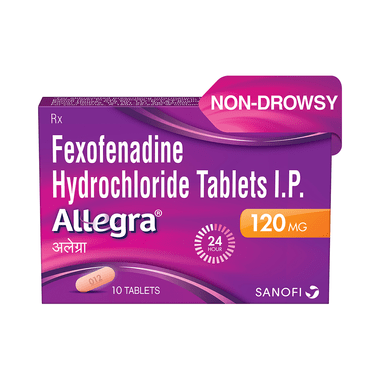 NON-DROWSY
Rx
Fexofenadine
Hydrochloride Tablets I.P.
Allegra®
120 MG
अलेग्रा
24
HOUR
012
10 TABLETS
SANOFI